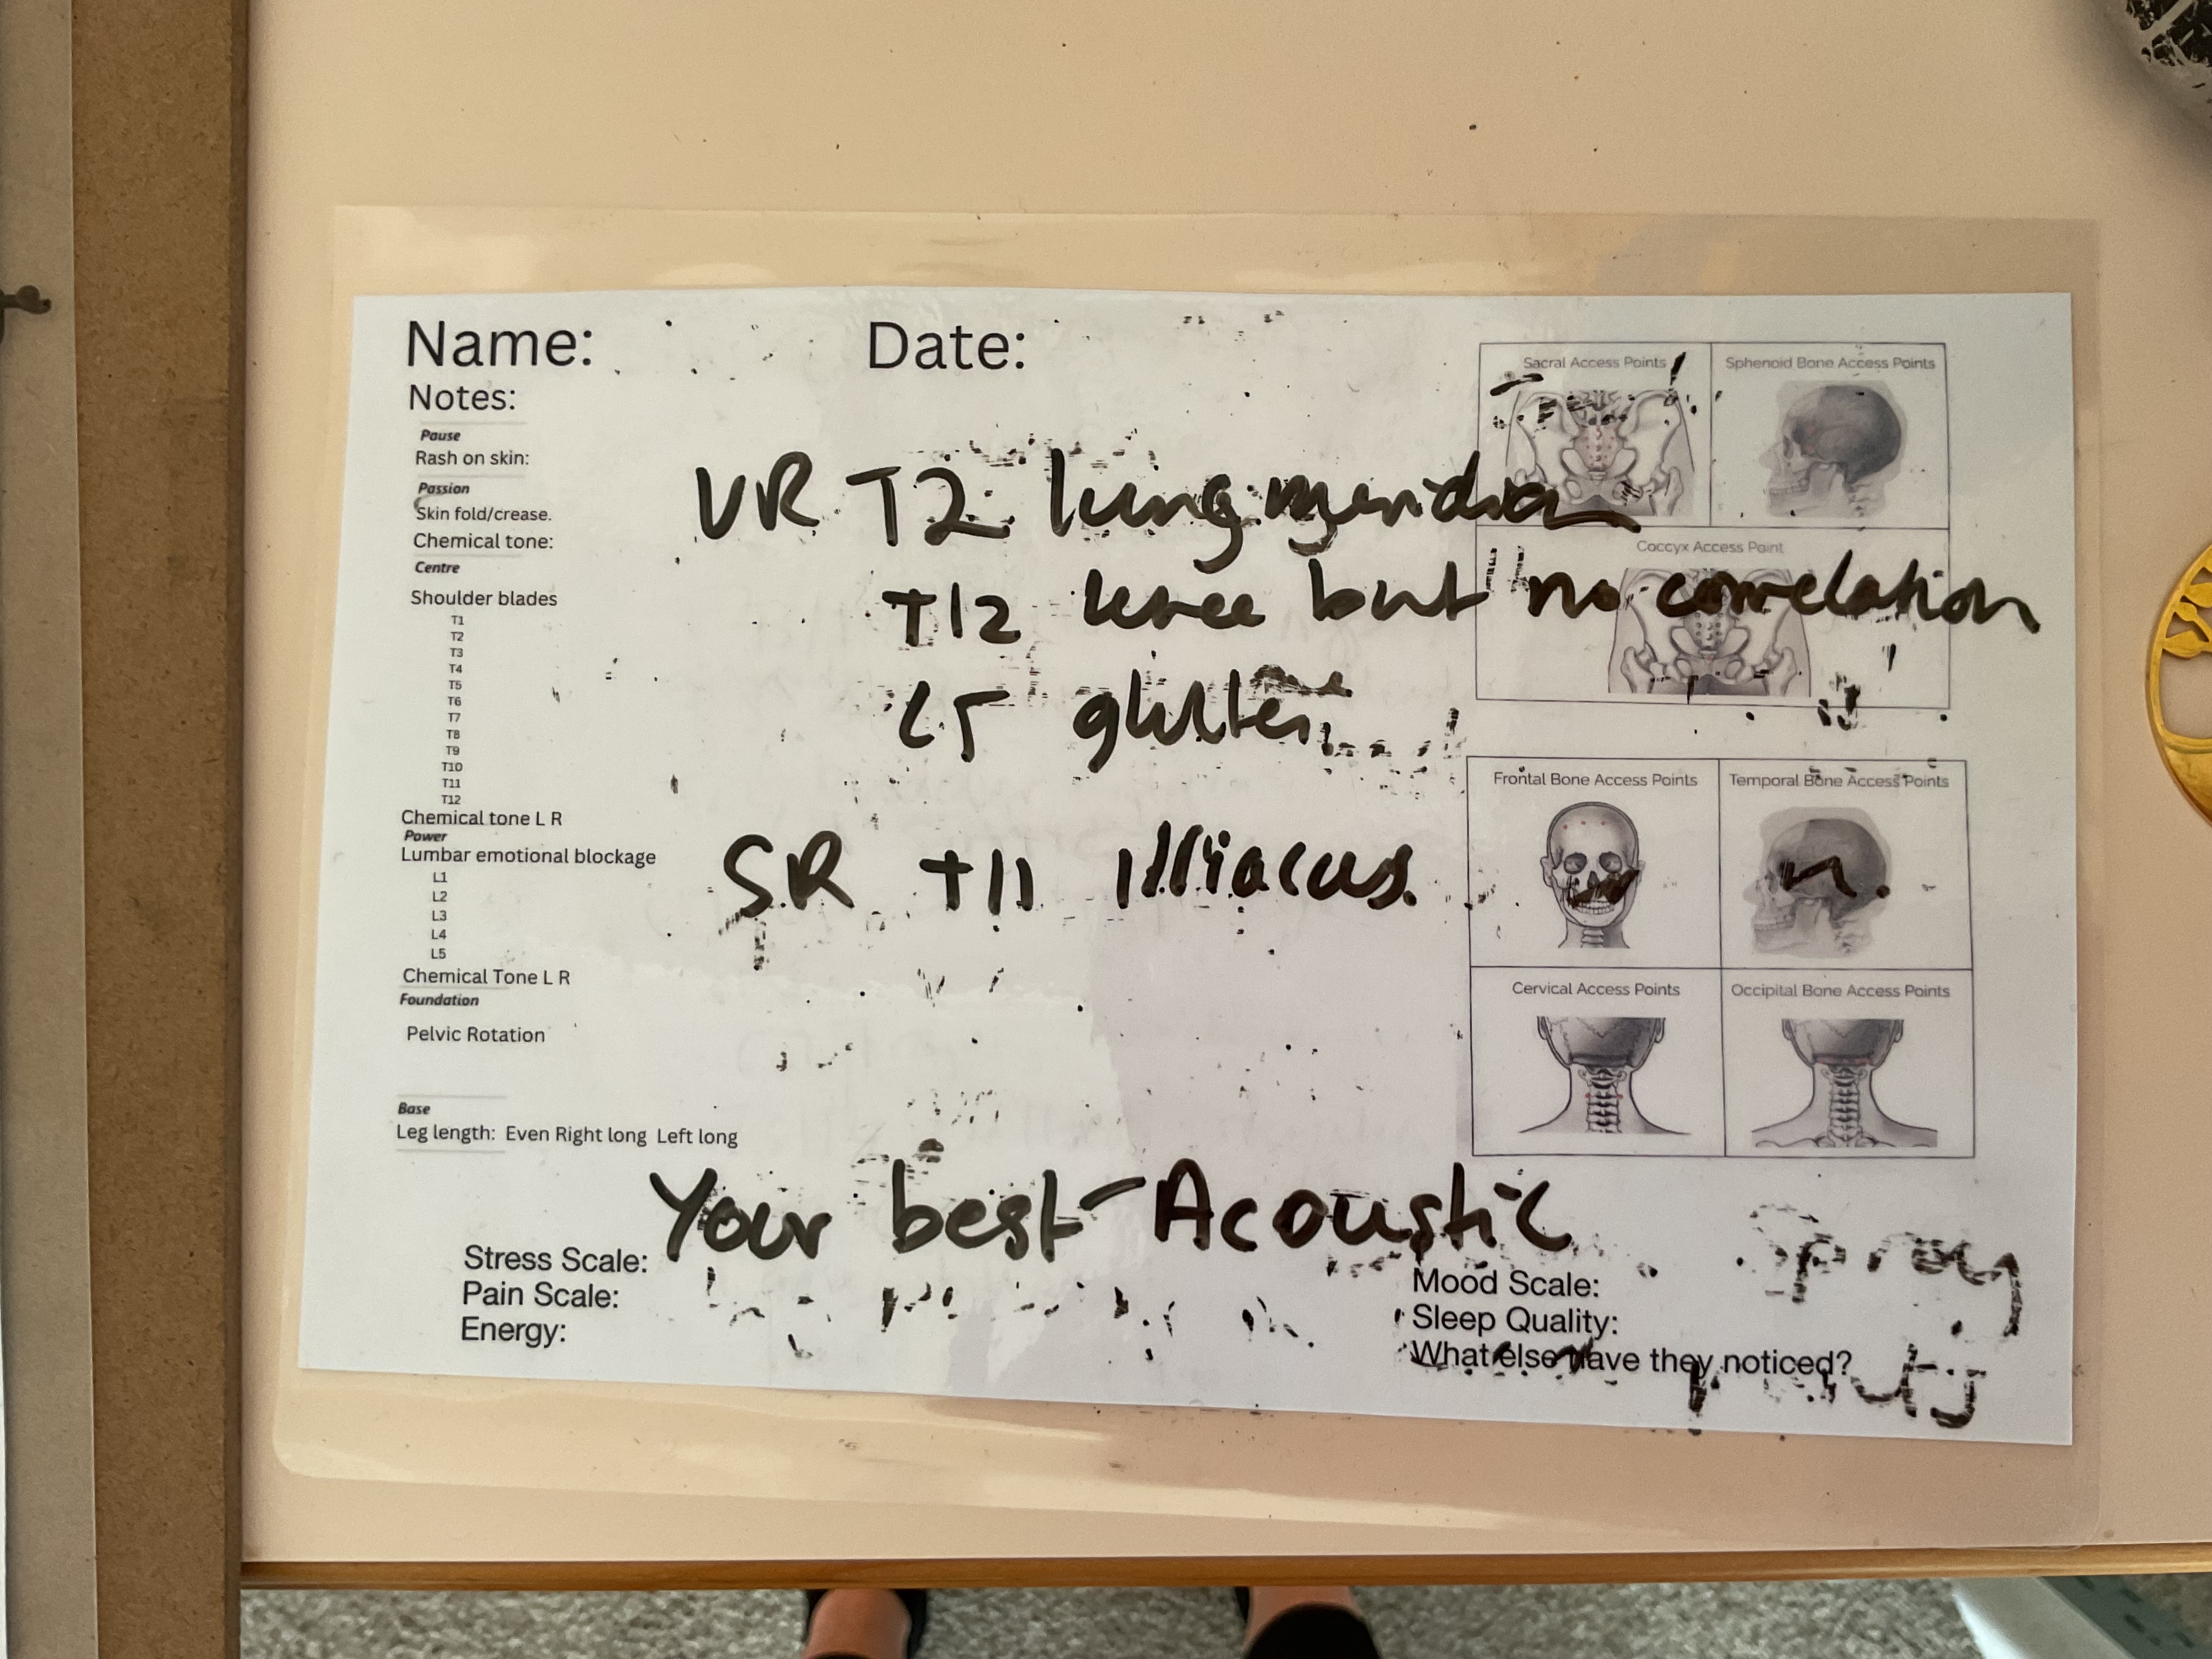 Name: Date:
Notes:
Pause
Rash on skin:
Passion
Skin fold/crease.
Chemical tone:
Centre
Shoulder blades
T1
T2
T3
T4
T5
T6
T7
T8
T9
T10
T11
T12
Chemical tone L R
Power
Lumbar emotional blockage
L1
L2
L3
L4
L5
Chemical Tone L R
Foundation
Pelvic Rotation
Base
Leg length: Even Right long Left long
VR T2 lung meridian
T12 knee but no correlation
L5
SR T11 Illiacus.
Your best Acoustic
Sacral Access Points
Sphenoid Bone Access Points
Coccyx Access Point
Frontal Bone Access Points
Temporal Bone Access Points
Cervical Access Points
Occipital Bone Access Points
Stress Scale:
Pain Scale:
Energy:
Mood Scale:
Sleep Quality:
What else have they noticed?
Spray